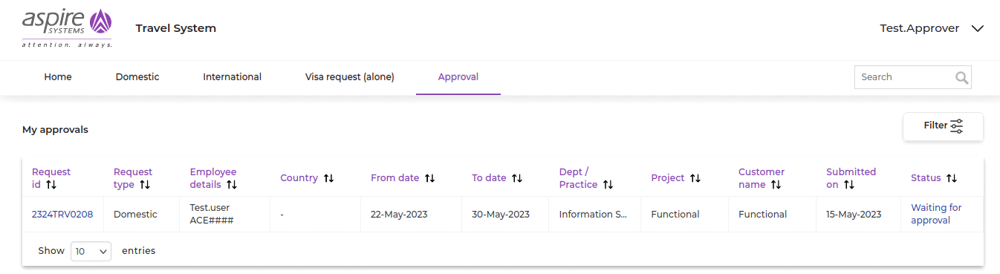 aspire
SYSTEMS
attention. always.
Travel System
Test.Approver
Home
Domestic
International
Visa request (alone)
Approval
Search
My approvals
Filter
Request id
Request type
Employee details
Country
From date
To date
Dept / Practice
Project
Customer name
Submitted on
Status
2324TRV0208
Domestic
Test.user
ACE####
-
22-May-2023
30-May-2023
Information S...
Functional
Functional
15-May-2023
Waiting for
approval
Show 10 entries